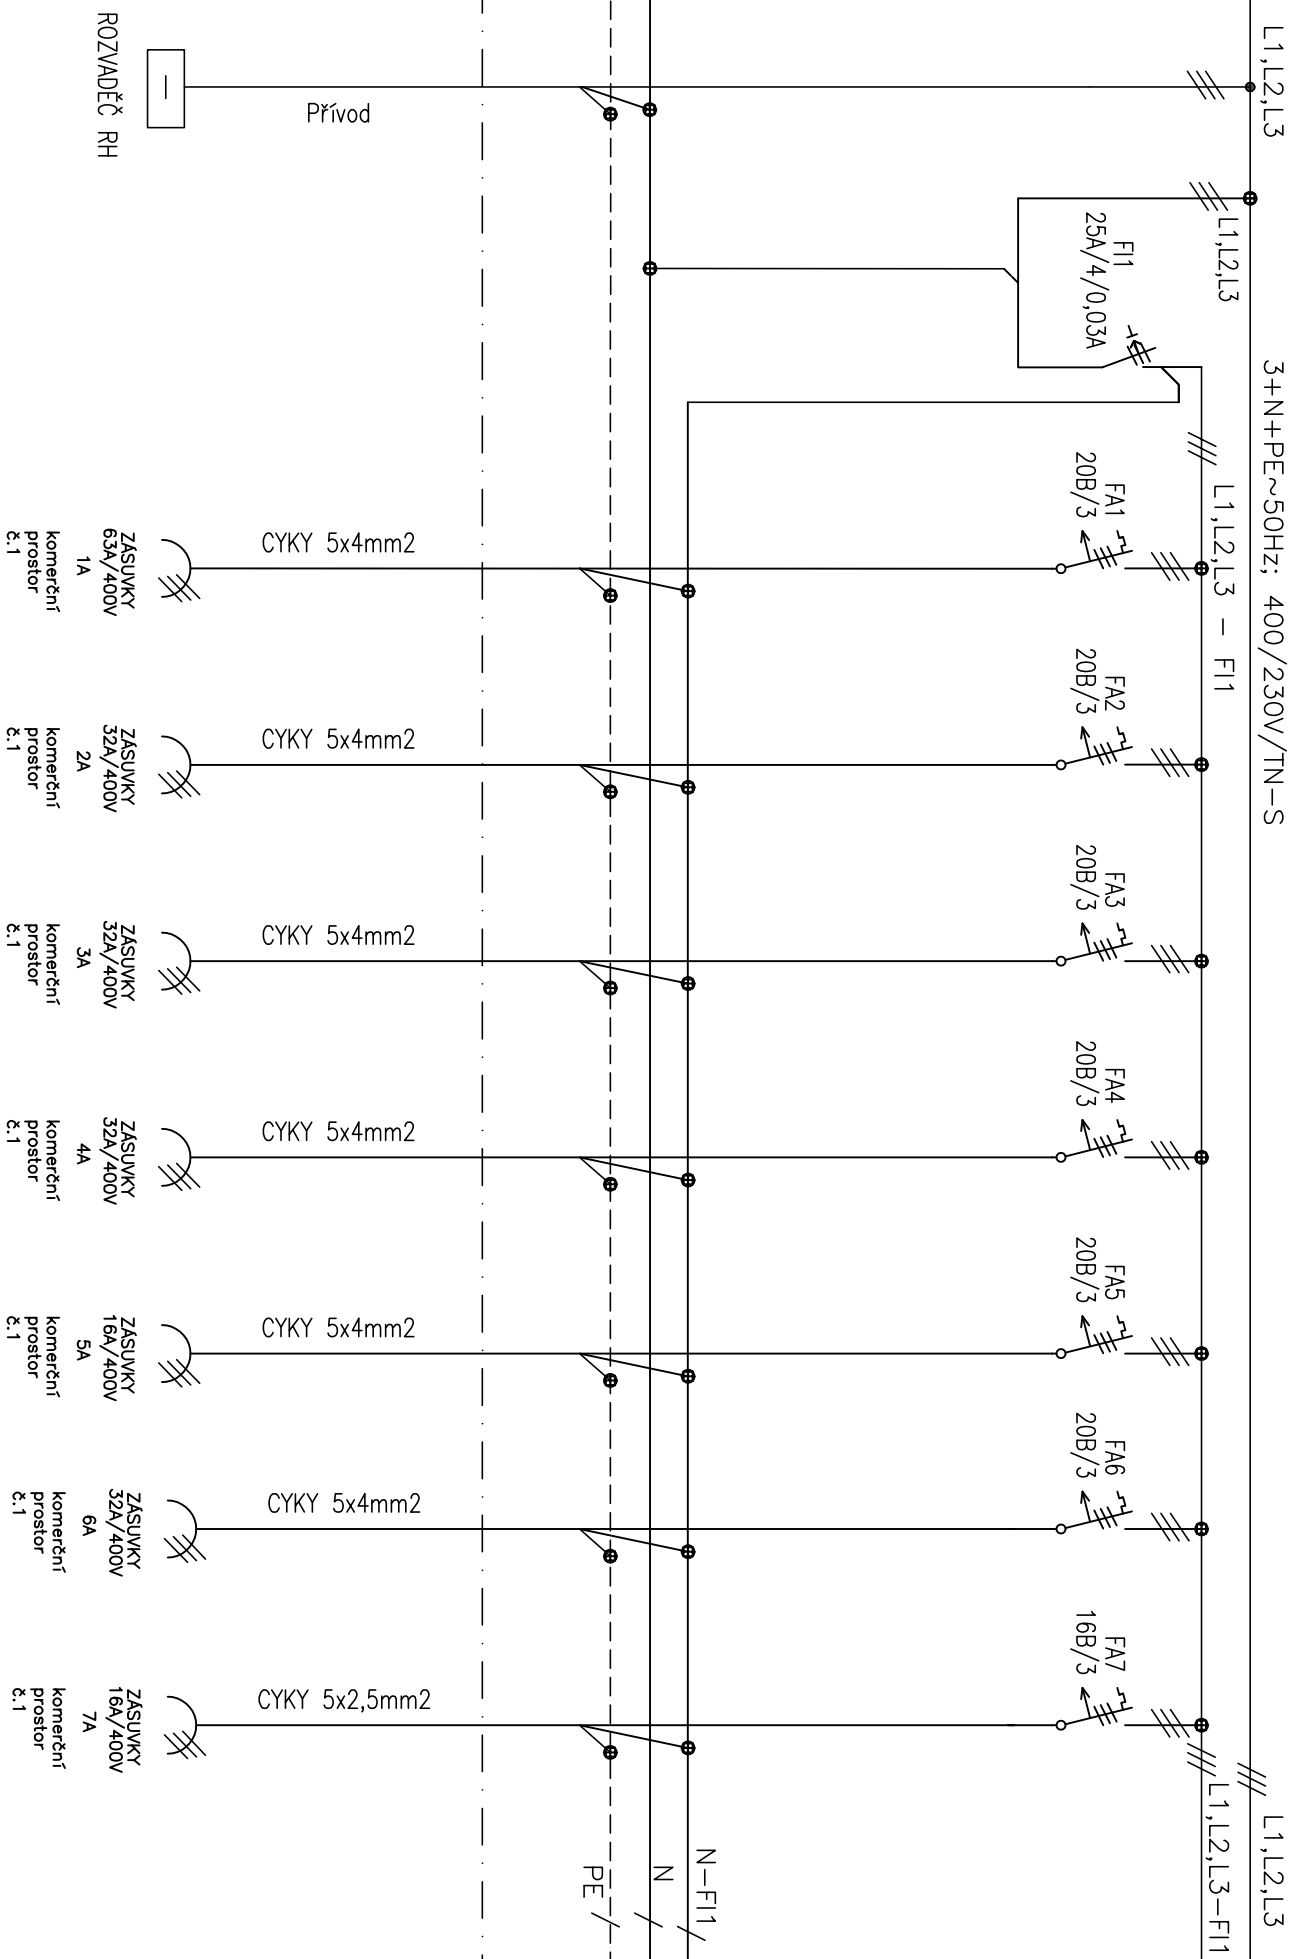 L1,L2,L3
3+N+PE~50Hz; 400/230V/TN-S
L1,L2,L3
L1,L2,L3
FI1
25A/4/0,03A
L1,L2,L3 - FI1
L1,L2,L3-FI1
FA1
20B/3
FA2
20B/3
FA3
20B/3
FA4
20B/3
FA5
20B/3
FA6
20B/3
FA7
16B/3
N-FI1
N
PE
Přívod
CYKY 5x4mm2
CYKY 5x4mm2
CYKY 5x4mm2
CYKY 5x4mm2
CYKY 5x4mm2
CYKY 5x4mm2
CYKY 5x2,5mm2
ROZVADĚČ RH
ZÁSUVKY
63A/400V
1A
komerční
prostor
č.1
ZÁSUVKY
32A/400V
2A
komerční
prostor
č.1
ZÁSUVKY
32A/400V
3A
komerční
prostor
č.1
ZÁSUVKY
32A/400V
4A
komerční
prostor
č.1
ZÁSUVKY
16A/400V
5A
komerční
prostor
č.1
ZÁSUVKY
32A/400V
6A
komerční
prostor
č.1
ZÁSUVKY
16A/400V
7A
komerční
prostor
č.1